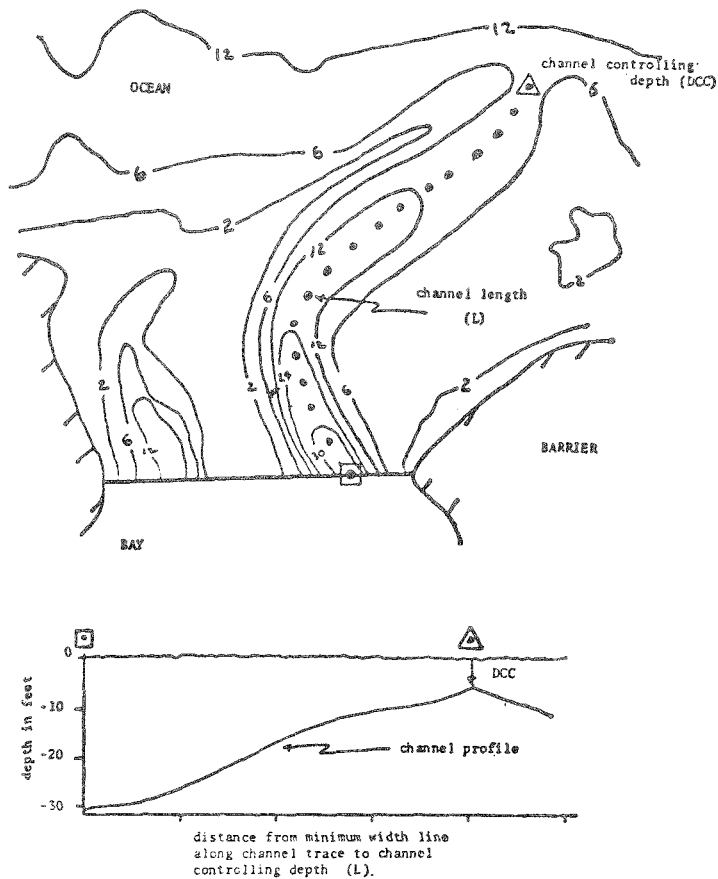 12
12
channel controlling
depth (DCC)
OCEAN
6
6
6
2
12
2
channel length
(L)
6
12
24
2
6
2
2
6
12
30
BARRIER
BAY
0
DCC
-10
depth in feet
channel profile
-20
-30
distance from minimum width line
along channel trace to channel
controlling depth (L).